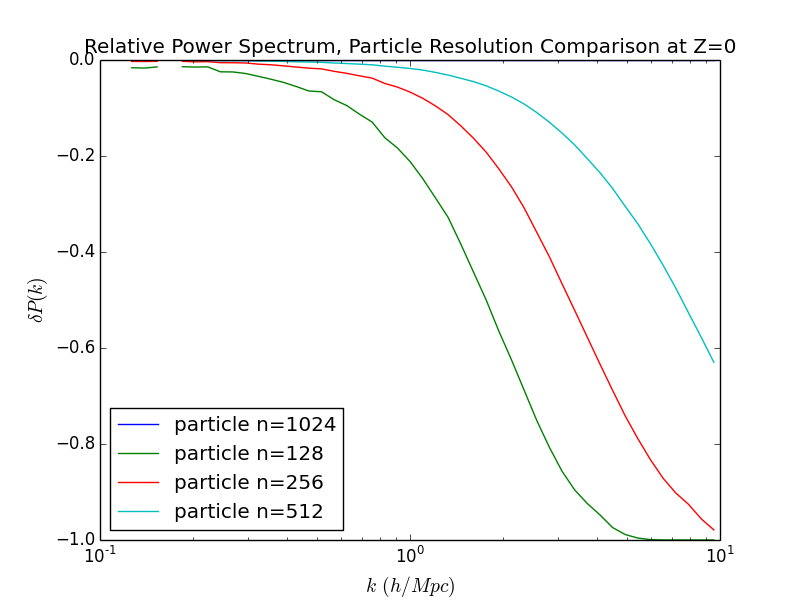 Relative Power Spectrum, Particle Resolution Comparison at Z=0
0.0
−0.2
−0.4
−0.6
−0.8
−1.0
δP(k)
particle n=1024
particle n=128
particle n=256
particle n=512
10⁻¹ 10⁰ 10¹
k (h/Mpc)